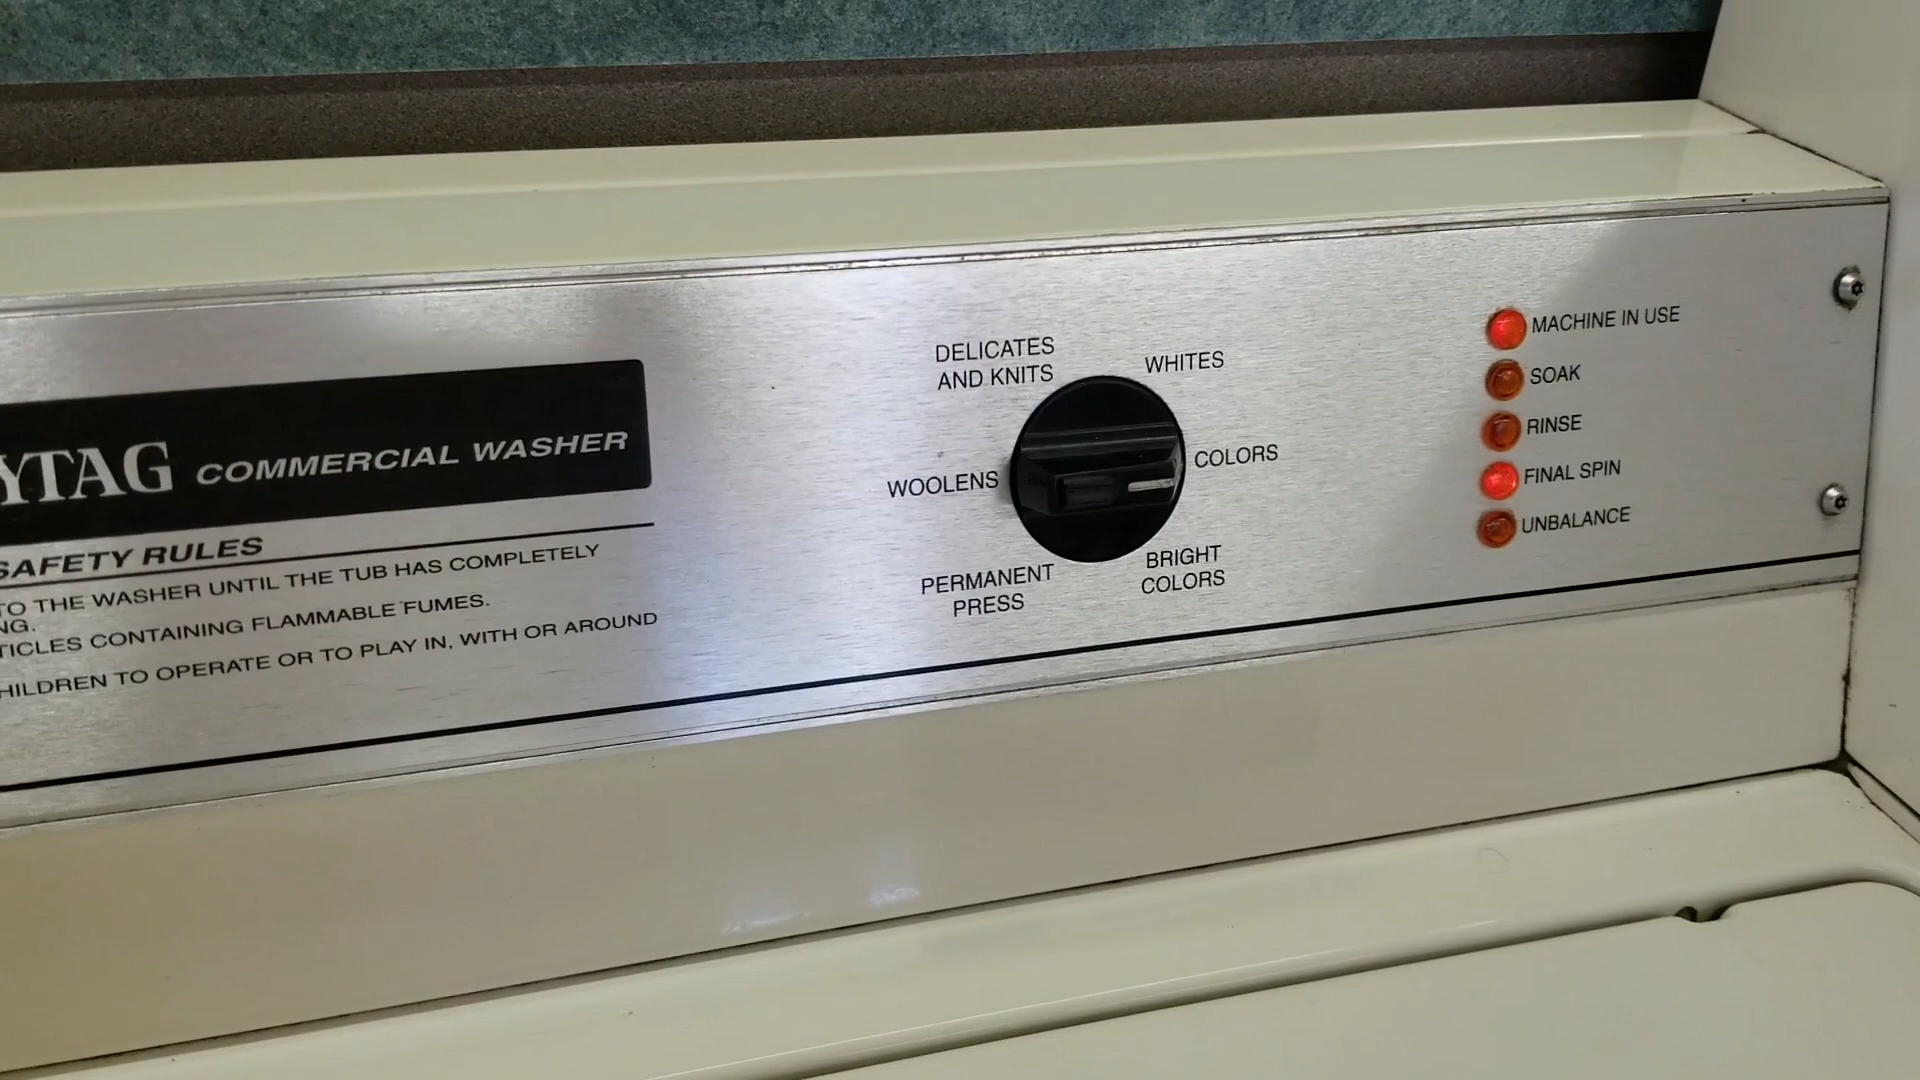 YTAG COMMERCIAL WASHER
SAFETY RULES
TO THE WASHER UNTIL THE TUB HAS COMPLETELY
NG.
TICLES CONTAINING FLAMMABLE FUMES.
HILDREN TO OPERATE OR TO PLAY IN, WITH OR AROUND
DELICATES
AND KNITS
WHITES
WOOLENS
COLORS
PERMANENT
PRESS
BRIGHT
COLORS
MACHINE IN USE
SOAK
RINSE
FINAL SPIN
UNBALANCE